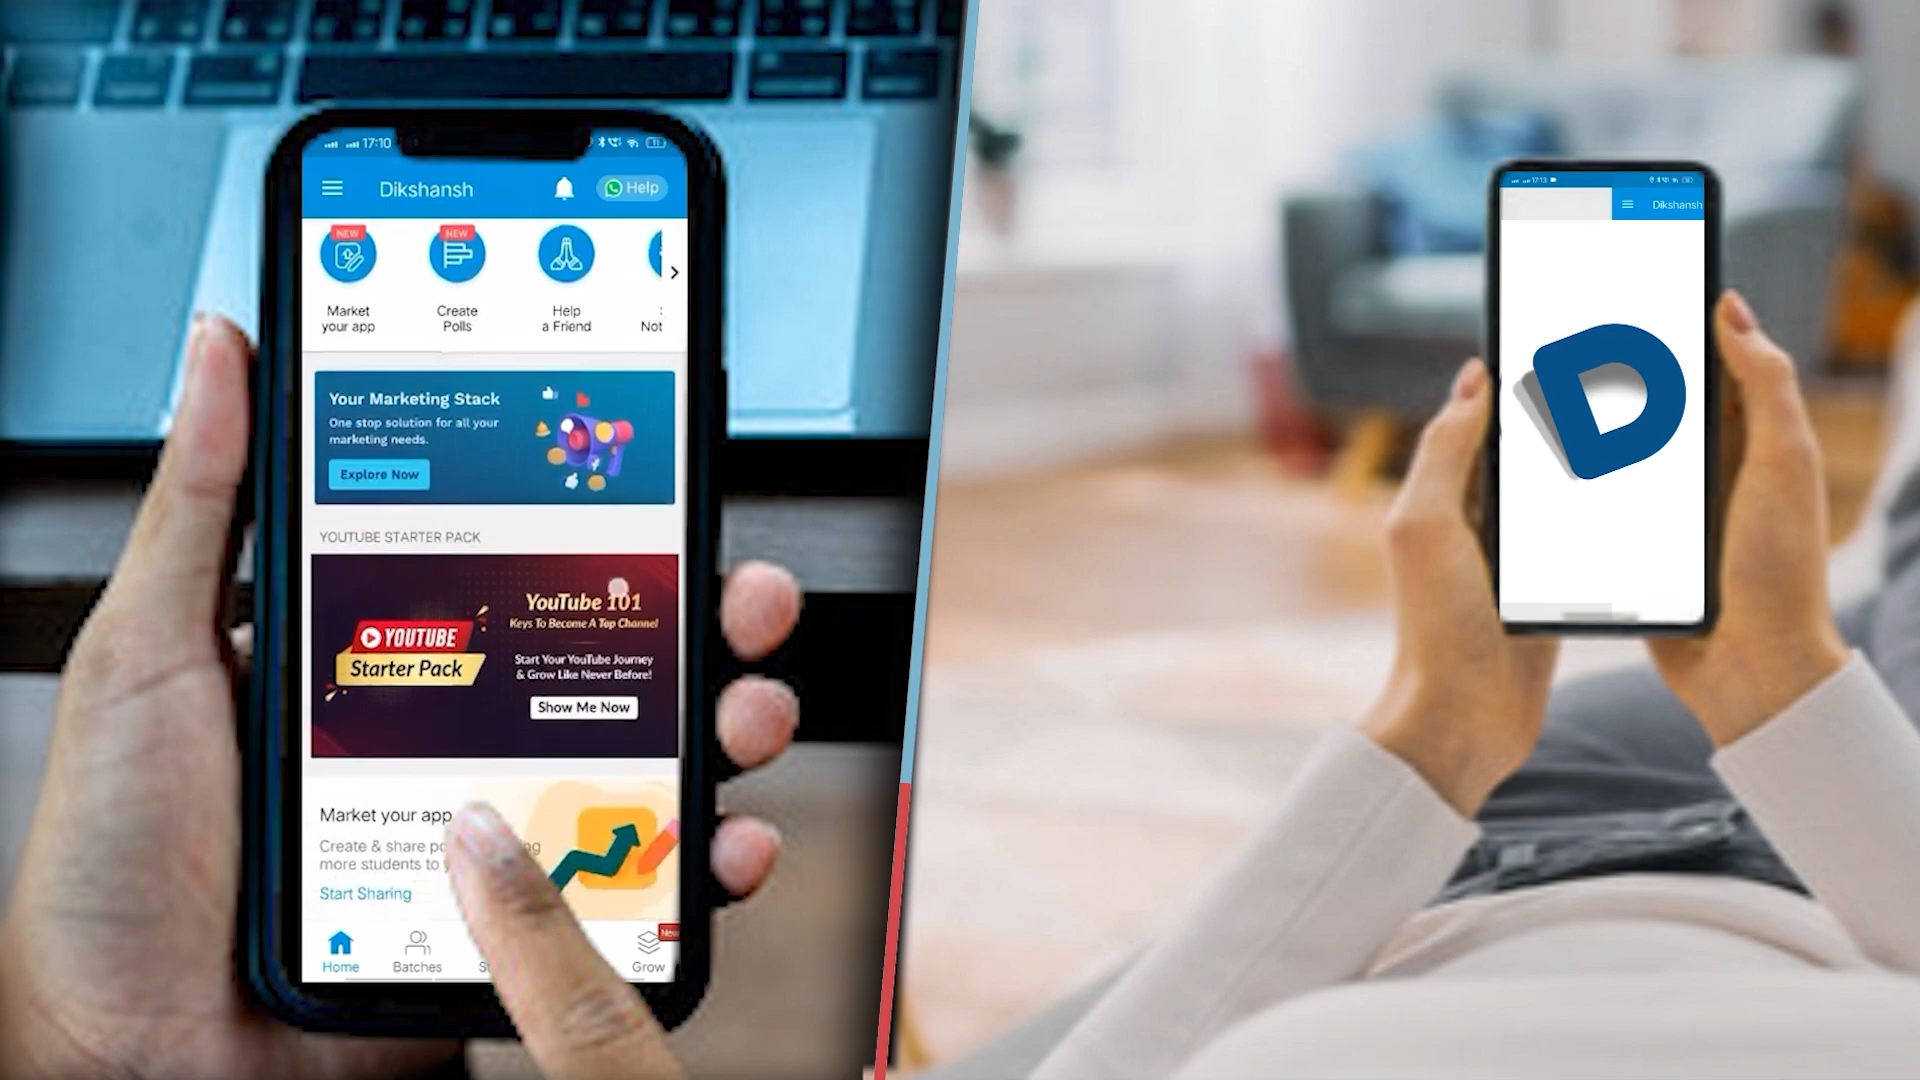 17:10
Dikshansh
Help
NEW
NEW
Market
your app
Create
Polls
Help
a Friend
Not
Your Marketing Stack
One stop solution for all your
marketing needs.
Explore Now
YOUTUBE STARTER PACK
YOUTUBE
Starter Pack
YouTube 101
Keys To Become A Top Channel
Start Your YouTube Journey
& Grow Like Never Before!
Show Me Now
Market your app
Create & share po
more students to
Start Sharing
New
Home
Batches
Grow
17:13
Dikshansh
D